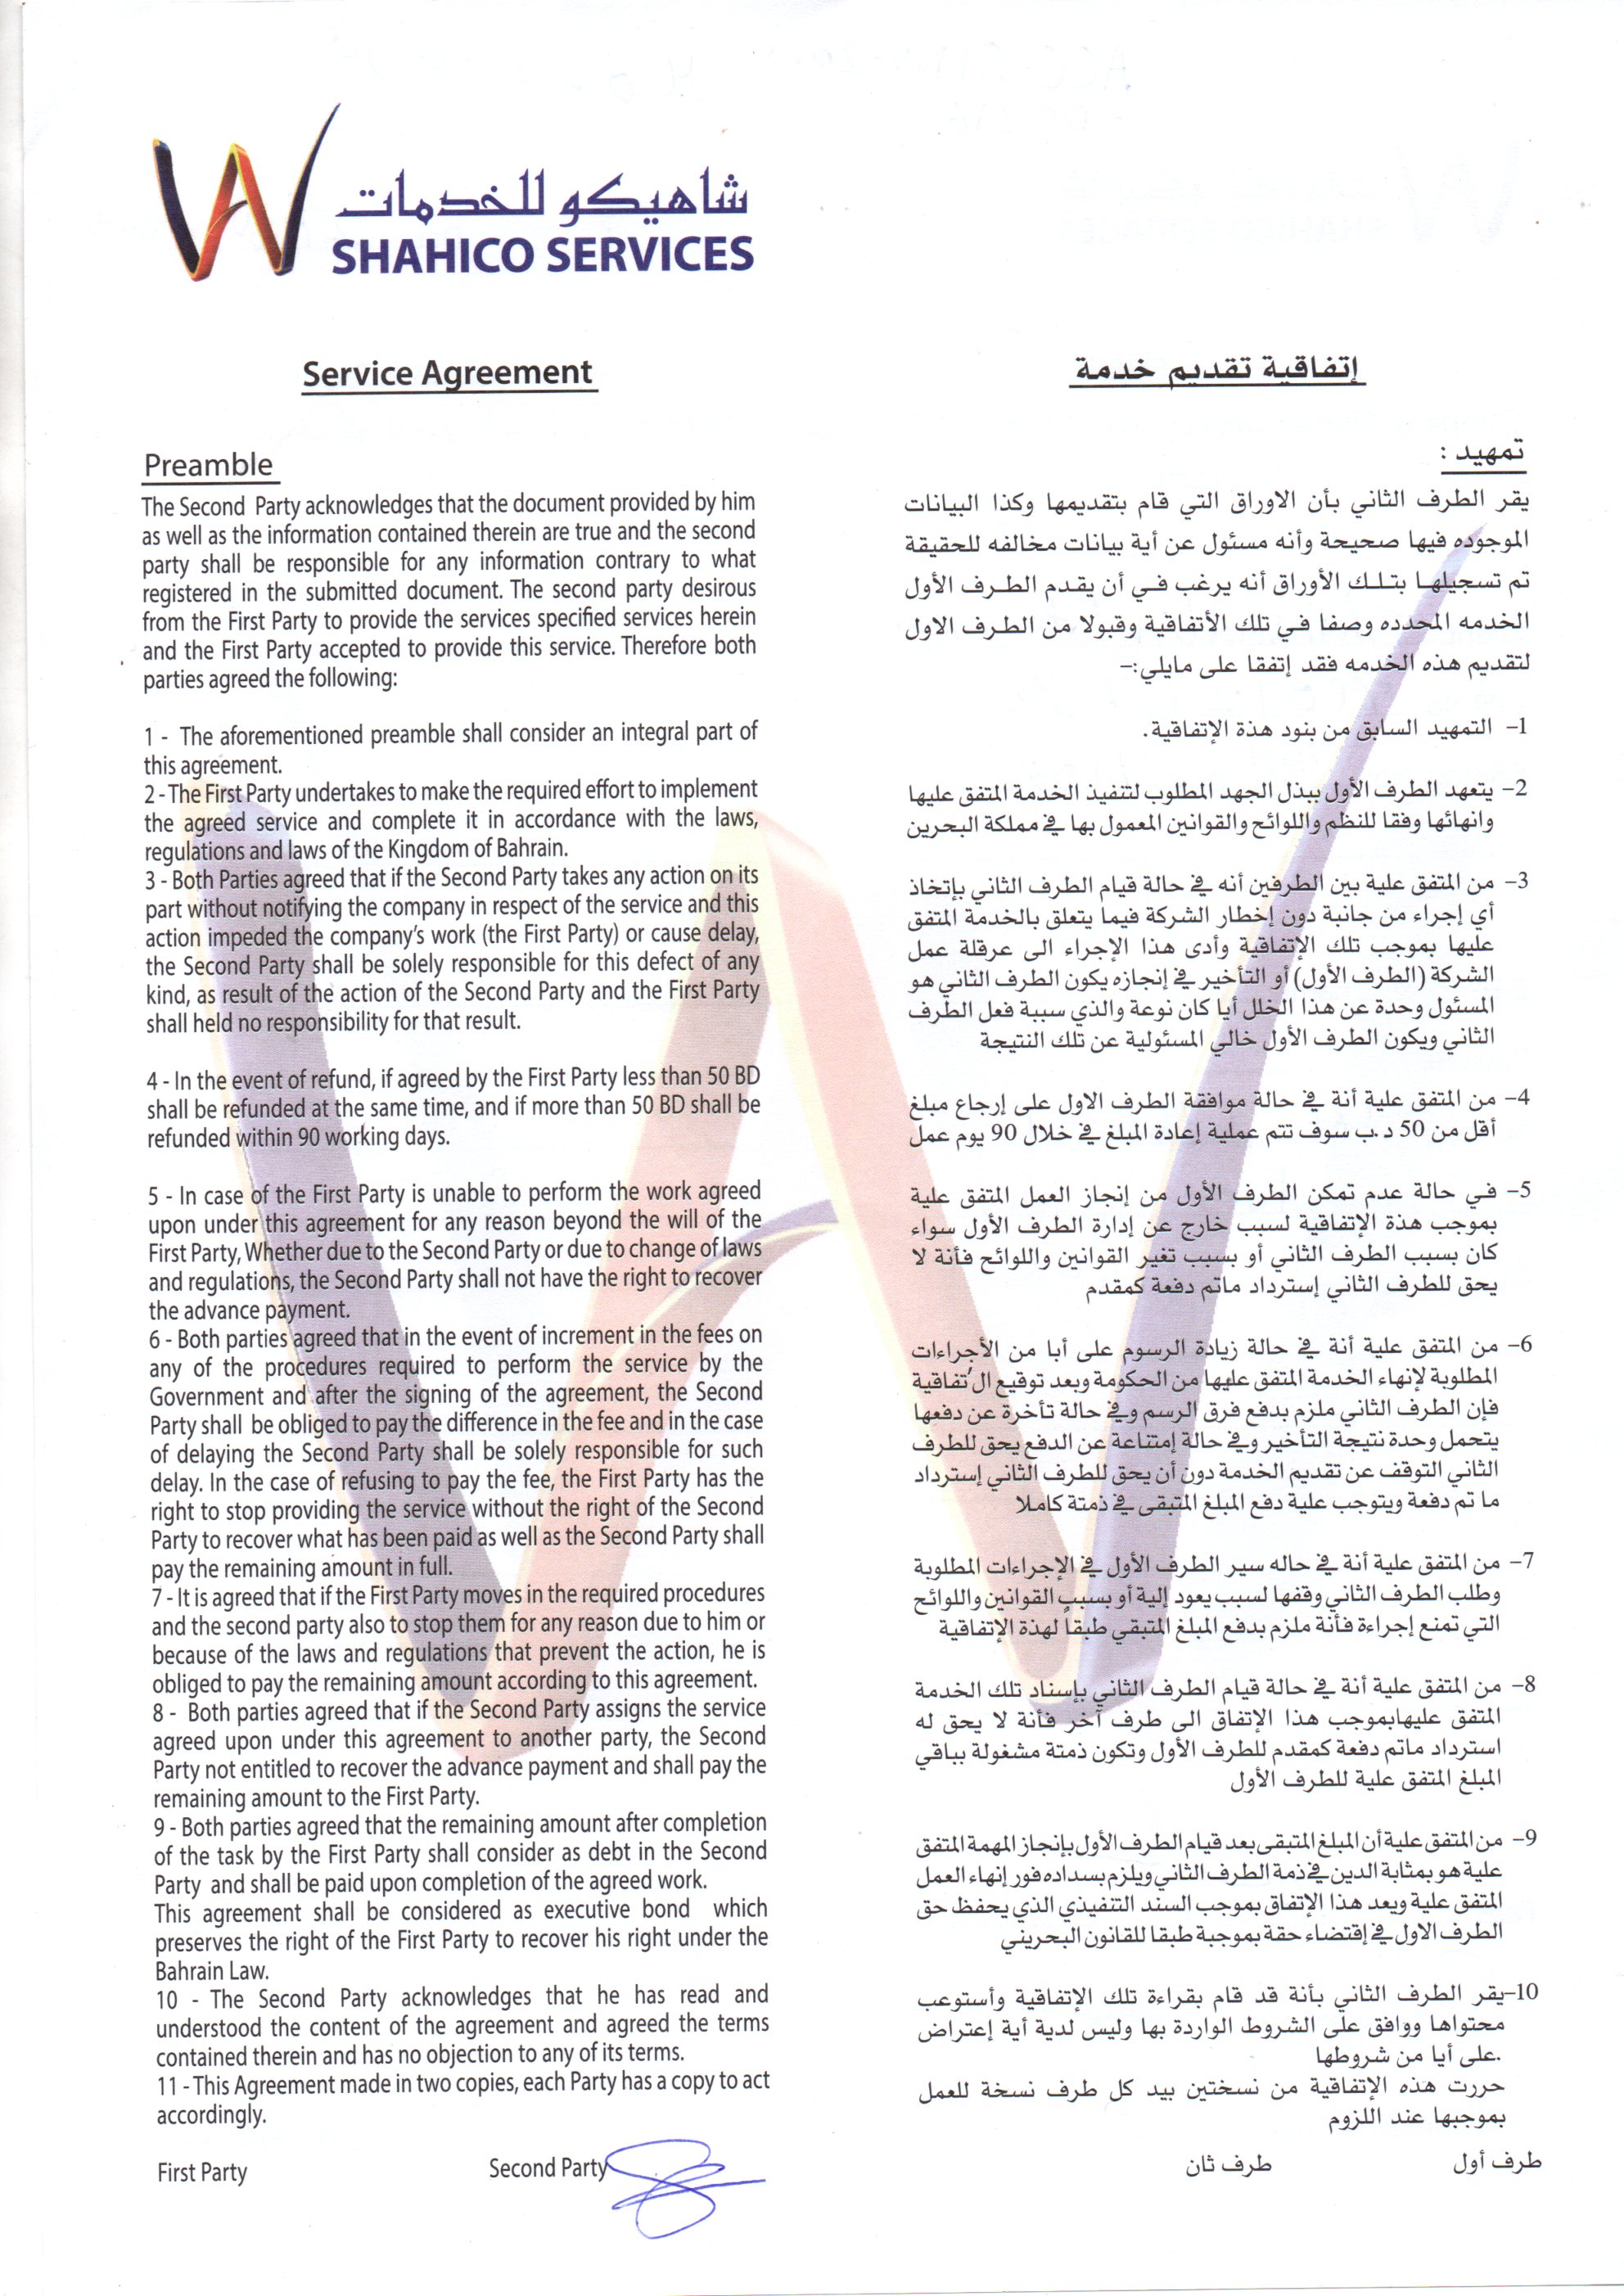 شاهيكو للخدمات
SHAHICO SERVICES
Service Agreement
Preamble
The Second Party acknowledges that the document provided by him
as well as the information contained therein are true and the second
party shall be responsible for any information contrary to what
registered in the submitted document. The second party desirous
from the First Party to provide the services specified services herein
and the First Party accepted to provide this service. Therefore both
parties agreed the following:
1 - The aforementioned preamble shall consider an integral part of
this agreement.
2 - The First Party undertakes to make the required effort to implement
the agreed service and complete it in accordance with the laws,
regulations and laws of the Kingdom of Bahrain.
3 - Both Parties agreed that if the Second Party takes any action on its
part without notifying the company in respect of the service and this
action impeded the company's work (the First Party) or cause delay,
the Second Party shall be solely responsible for this defect of any
kind, as result of the action of the Second Party and the First Party
shall held no responsibility for that result.
4 - In the event of refund, if agreed by the First Party less than 50 BD
shall be refunded at the same time, and if more than 50 BD shall be
refunded within 90 working days.
5 - In case of the First Party is unable to perform the work agreed
upon under this agreement for any reason beyond the will of the
First Party, Whether due to the Second Party or due to change of laws
and regulations, the Second Party shall not have the right to recover
the advance payment.
6 - Both parties agreed that in the event of increment in the fees on
any of the procedures required to perform the service by the
Government and after the signing of the agreement, the Second
Party shall be obliged to pay the difference in the fee and in the case
of delaying the Second Party shall be solely responsible for such
delay. In the case of refusing to pay the fee, the First Party has the
right to stop providing the service without the right of the Second
Party to recover what has been paid as well as the Second Party shall
pay the remaining amount in full.
7 - It is agreed that if the First Party moves in the required procedures
and the second party also to stop them for any reason due to him or
because of the laws and regulations that prevent the action, he is
obliged to pay the remaining amount according to this agreement.
8 - Both parties agreed that if the Second Party assigns the service
agreed upon under this agreement to another party, the Second
Party not entitled to recover the advance payment and shall pay the
remaining amount to the First Party.
9 - Both parties agreed that the remaining amount after completion
of the task by the First Party shall consider as debt in the Second
Party and shall be paid upon completion of the agreed work.
This agreement shall be considered as executive bond which
preserves the right of the First Party to recover his right under the
Bahrain Law.
10 - The Second Party acknowledges that he has read and
understood the content of the agreement and agreed the terms
contained therein and has no objection to any of its terms.
11 - This Agreement made in two copies, each Party has a copy to act
accordingly.
First Party
Second Party
إتفاقية تقديم خدمة
تمهيد :
يقر الطرف الثاني بأن الاوراق التي قام بتقديمها وكذا البيانات
الموجوده فيها صحيحة وأنه مسئول عن أية بيانات مخالفه للحقيقة
تم تسجيلها بتلك الأوراق أنه يرغب في أن يقدم الطرف الأول
الخدمه المحدده وصفا في تلك الأتفاقية وقبولا من الطرف الاول
لتقديم هذه الخدمه فقد إتفقا على مايلي:-
1- التمهيد السابق من بنود هذة الإتفاقية.
2- يتعهد الطرف الأول ببذل الجهد المطلوب لتنفيذ الخدمة المتفق عليها
وانهائها وفقا للنظم واللوائح والقوانين المعمول بها في مملكة البحرين
3- من المتفق علية بين الطرفين أنه في حالة قيام الطرف الثاني بإتخاذ
أي إجراء من جانبة دون إخطار الشركة فيما يتعلق بالخدمة المتفق
عليها بموجب تلك الإتفاقية وأدى هذا الإجراء الى عرقلة عمل
الشركة (الطرف الأول) أو التأخير في إنجازه يكون الطرف الثاني هو
المسئول وحدة عن هذا الخلل أيا كان نوعة والذي سببة فعل الطرف
الثاني ويكون الطرف الأول خالي المسئولية عن تلك النتيجة
4- من المتفق علية أنة في حالة موافقة الطرف الاول على إرجاع مبلغ
أقل من 50 د.ب سوف تتم عملية إعادة المبلغ في خلال 90 يوم عمل
5- في حالة عدم تمكن الطرف الأول من إنجاز العمل المتفق علية
بموجب هذة الإتفاقية لسبب خارج عن إدارة الطرف الأول سواء
كان بسبب الطرف الثاني أو بسبب تغير القوانين واللوائح فأنة لا
يحق للطرف الثاني إسترداد ماتم دفعة كمقدم
6- من المتفق علية أنة في حالة زيادة الرسوم على أبا من الأجراءات
المطلوبة لإنهاء الخدمة المتفق عليها من الحكومة وبعد توقيع ال'تفاقية
فإن الطرف الثاني ملزم بدفع فرق الرسم وفي حالة تأخرة عن دفعها
يتحمل وحدة نتيجة التأخير وفي حالة إمتناعة عن الدفع يحق للطرف
الثاني التوقف عن تقديم الخدمة دون أن يحق للطرف الثاني إسترداد
ما تم دفعة ويتوجب علية دفع المبلغ المتبقى في ذمتة كاملا
7- من المتفق علية أنة في حاله سير الطرف الأول في الإجراءات المطلوبة
وطلب الطرف الثاني وقفها لسبب يعود إلية أو بسبب القوانين واللوائح
التي تمنع إجراءة فأنة ملزم بدفع المبلغ المتبقي طبقا لهذة الإتفاقية
8- من المتفق علية أنة في حالة قيام الطرف الثاني بإسناد تلك الخدمة
المتفق عليهابموجب هذا الإتفاق الى طرف آخر فأنة لا يحق له
استرداد ماتم دفعة كمقدم للطرف الأول وتكون ذمتة مشغولة بباقي
المبلغ المتفق علية للطرف الأول
9- من المتفق علية أن المبلغ المتبقى بعد قيام الطرف الأول بإنجاز المهمة المتفق
علية هو بمثابة الدين في ذمة الطرف الثاني ويلزم بسداده فور إنهاء العمل
المتفق علية ويعد هذا الإتفاق بموجب السند التنفيذي الذي يحفظ حق
الطرف الاول في إقتضاء حقة بموجبة طبقا للقانون البحريني
10-يقر الطرف الثاني بأنة قد قام بقراءة تلك الإتفاقية وأستوعب
محتواها ووافق على الشروط الواردة بها وليس لدية أية إعتراض
.على أيا من شروطها
حررت هذه الإتفاقية من نسختين بيد كل طرف نسخة للعمل
بموجبها عند اللزوم
طرف أول
طرف ثان